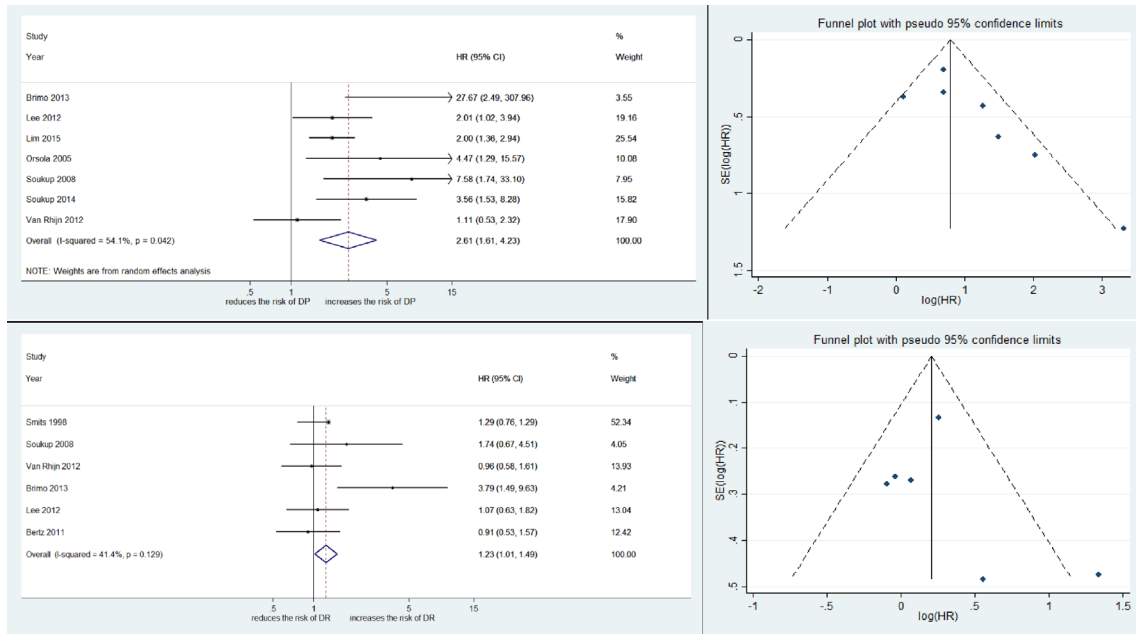 Study
%
Year
HR (95% CI)
Weight
Brimo 2013
27.67 (2.49, 307.96)
3.55
Lee 2012
2.01 (1.02, 3.94)
19.16
Lim 2015
2.00 (1.36, 2.94)
25.54
Orsola 2005
4.47 (1.29, 15.57)
10.08
Soukup 2008
7.58 (1.74, 33.10)
7.95
Soukup 2014
3.56 (1.53, 8.28)
15.82
Van Rhijn 2012
1.11 (0.53, 2.32)
17.90
Overall (I-squared = 54.1%, p = 0.042)
2.61 (1.61, 4.23)
100.00
NOTE: Weights are from random effects analysis
.5
1
5
15
reduces the risk of DP
increases the risk of DP
Funnel plot with pseudo 95% confidence limits
SE(log(HR))
0
.5
1
1.5
-2
-1
0
1
2
3
log(HR)
Study
%
Year
HR (95% CI)
Weight
Smits 1998
1.29 (0.76, 1.29)
52.34
Soukup 2008
1.74 (0.67, 4.51)
4.05
Van Rhijn 2012
0.96 (0.58, 1.61)
13.93
Brimo 2013
3.79 (1.49, 9.63)
4.21
Lee 2012
1.07 (0.63, 1.82)
13.04
Bertz 2011
0.91 (0.53, 1.57)
12.42
Overall (I-squared = 41.4%, p = 0.129)
1.23 (1.01, 1.49)
100.00
.5
1
5
15
reduces the risk of DR
increases the risk of DR
Funnel plot with pseudo 95% confidence limits
SE(log(HR))
0
.1
.2
.3
.4
.5
-1
-.5
0
.5
1
1.5
log(HR)